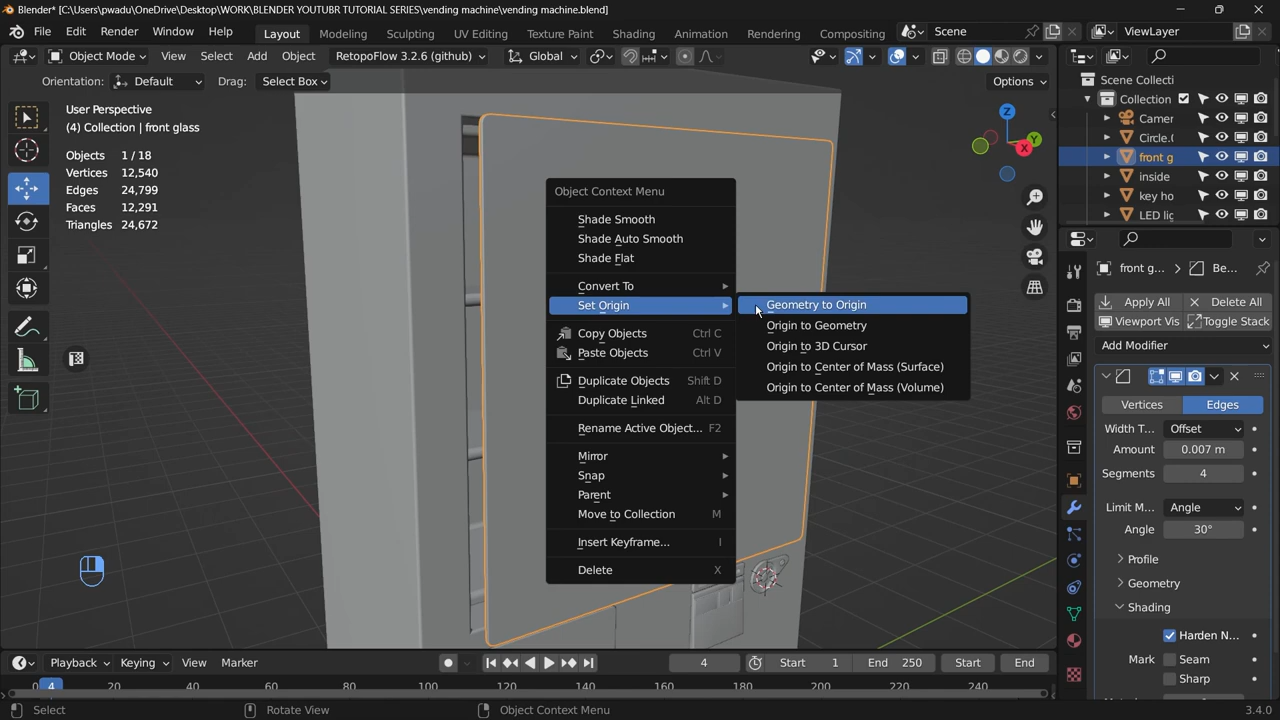 Blender* [C:\Users\pwadu\OneDrive\Desktop\WORK\BLENDER YOUTUBR TUTORIAL SERIES\vending machine\vending machine.blend]
File Edit Render Window Help Layout Modeling Sculpting UV Editing Texture Paint Shading Animation Rendering Compositing Scene ViewLayer
Object Mode View Select Add Object RetopoFlow 3.2.6 (github) Global
Orientation: Default Drag: Select Box Options
User Perspective
(4) Collection | front glass
Objects 1 / 18
Vertices 12,540
Edges 24,799
Faces 12,291
Triangles 24,672
Z
Y
X
Object Context Menu
Shade Smooth
Shade Auto Smooth
Shade Flat
Convert To
Set Origin
Copy Objects Ctrl C
Paste Objects Ctrl V
Duplicate Objects Shift D
Duplicate Linked Alt D
Rename Active Object... F2
Mirror
Snap
Parent
Move to Collection M
Insert Keyframe... I
Delete X
Geometry to Origin
Origin to Geometry
Origin to 3D Cursor
Origin to Center of Mass (Surface)
Origin to Center of Mass (Volume)
Scene Collecti
Collection
Camer
Circle.(
front g
inside
key ho
LED lig
front g... Be...
Apply All Delete All
Viewport Vis Toggle Stack
Add Modifier
Vertices Edges
Width T... Offset
Amount 0.007 m
Segments 4
Limit M... Angle
Angle 30°
Profile
Geometry
Shading
Harden N...
Mark Seam
Sharp
Playback Keying View Marker 4 Start 1 End 250 Start End
0 4 20 40 60 80 100 120 140 160 180 200 220 240
Select Rotate View Object Context Menu 3.4.0